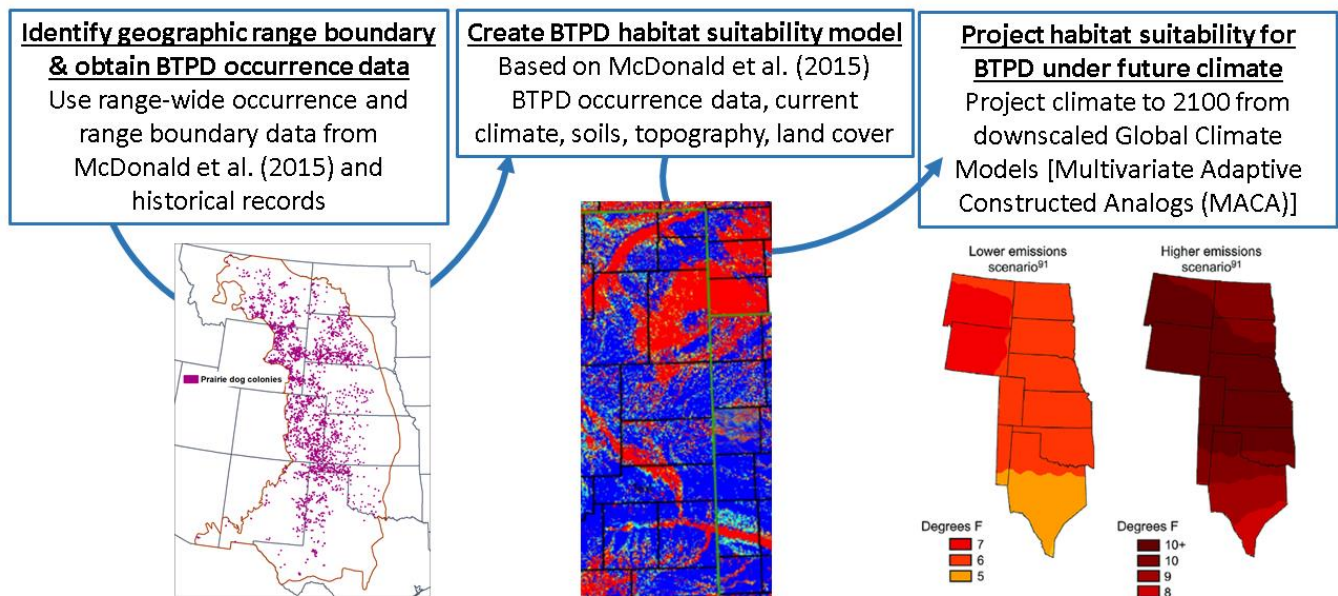 Identify geographic range boundary
& obtain BTPD occurrence data
Use range-wide occurrence and
range boundary data from
McDonald et al. (2015) and
historical records
Create BTPD habitat suitability model
Based on McDonald et al. (2015)
BTPD occurrence data, current
climate, soils, topography, land cover
Project habitat suitability for
BTPD under future climate
Project climate to 2100 from
downscaled Global Climate
Models [Multivariate Adaptive
Constructed Analogs (MACA)]
Prairie dog colonies
Lower emissions
scenario⁹¹
Degrees F
7
6
5
Higher emissions
scenario⁹¹
Degrees F
10+
10
9
8